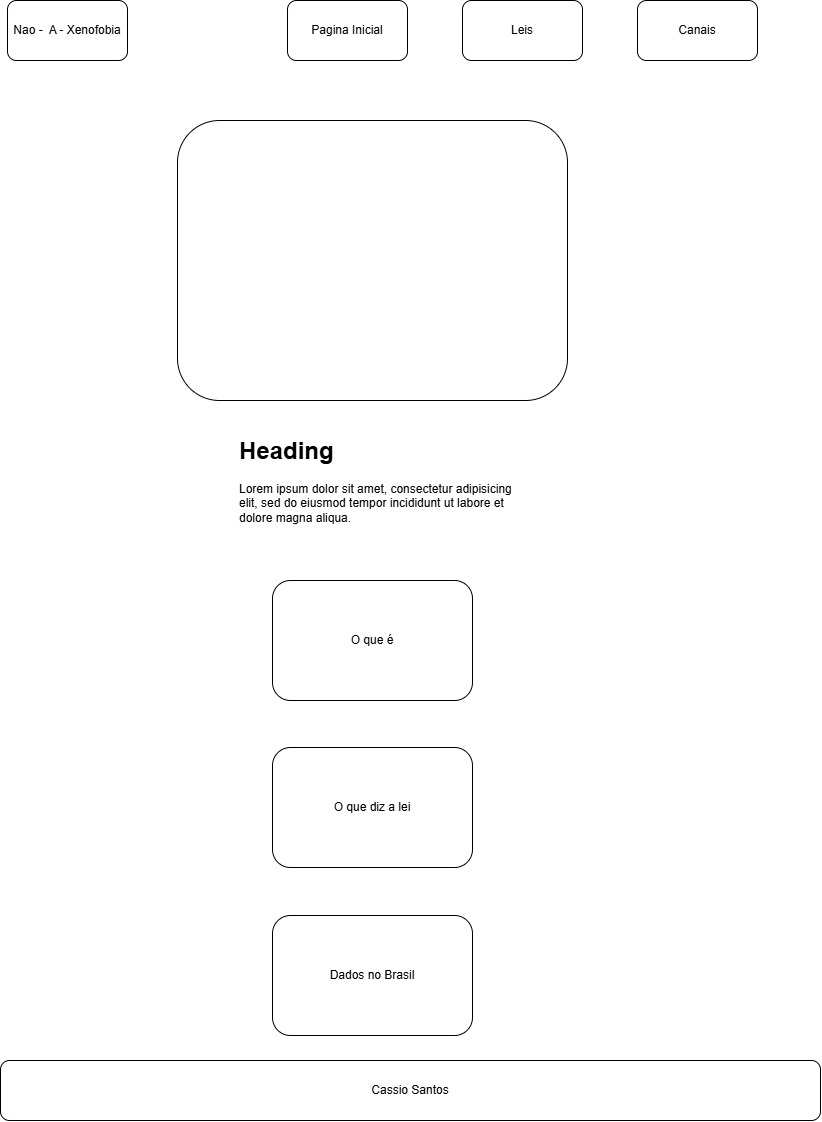 Nao -  A - Xenofobia
Pagina Inicial
Leis
Canais
Heading
Lorem ipsum dolor sit amet, consectetur adipisicing
elit, sed do eiusmod tempor incididunt ut labore et
dolore magna aliqua.
O que é
O que diz a lei
Dados no Brasil
Cassio Santos